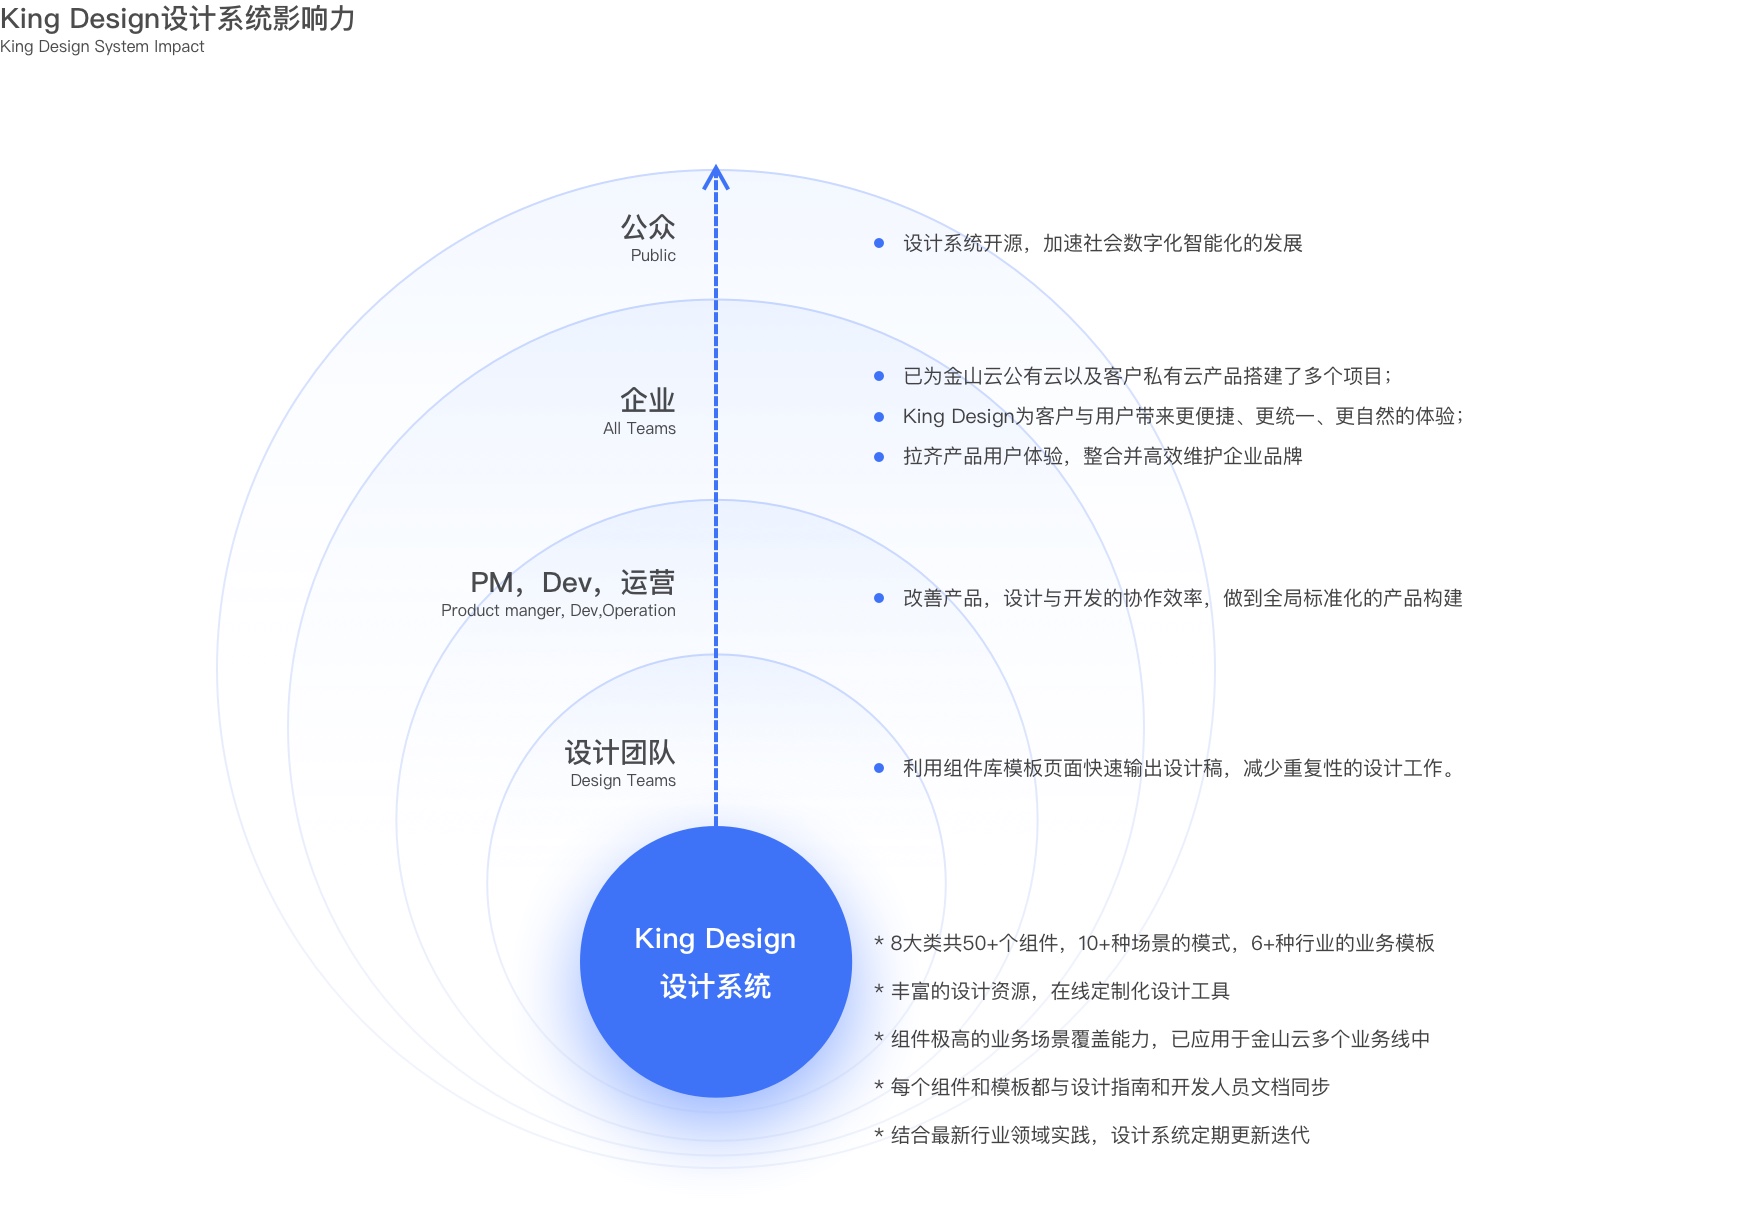 King Design设计系统影响力
King Design System Impact
公众
Public
设计系统开源，加速社会数字化智能化的发展
企业
All Teams
已为金山云公有云以及客户私有云产品搭建了多个项目；
King Design为客户与用户带来更便捷、更统一、更自然的体验；
拉齐产品用户体验，整合并高效维护企业品牌
PM，Dev，运营
Product manger, Dev,Operation
改善产品，设计与开发的协作效率，做到全局标准化的产品构建
设计团队
Design Teams
利用组件库模板页面快速输出设计稿，减少重复性的设计工作。
King Design
设计系统
* 8大类共50+个组件，10+种场景的模式，6+种行业的业务模板
* 丰富的设计资源，在线定制化设计工具
* 组件极高的业务场景覆盖能力，已应用于金山云多个业务线中
* 每个组件和模板都与设计指南和开发人员文档同步
* 结合最新行业领域实践，设计系统定期更新迭代